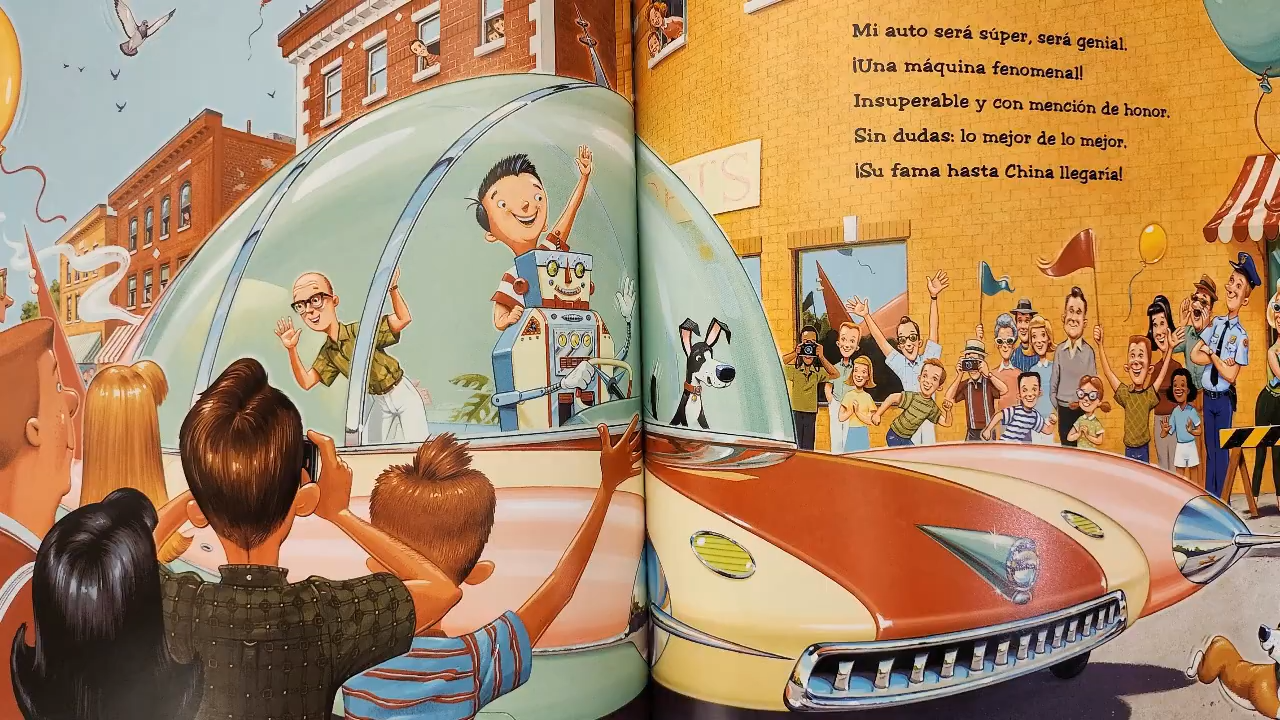 Mi auto será súper, será genial.
¡Una máquina fenomenal!
Insuperable y con mención de honor.
Sin dudas: lo mejor de lo mejor.
¡Su fama hasta China llegaría!